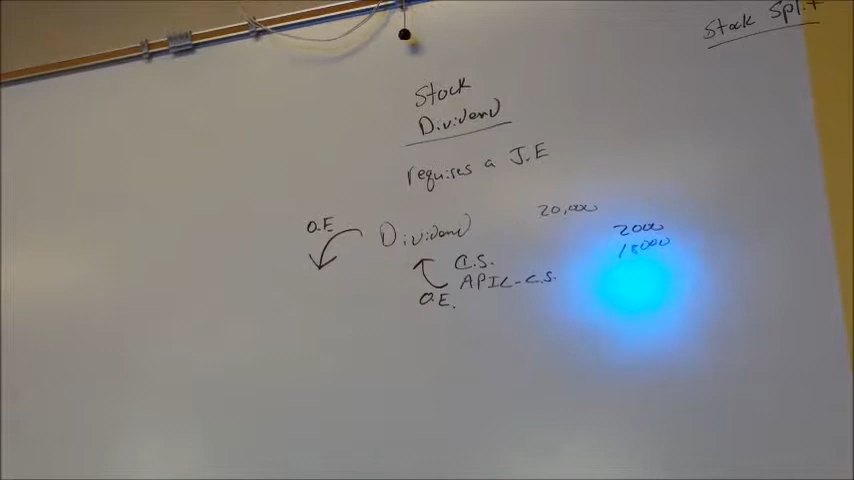 Stock Split
Stock
Dividend
requires a J.E
O.E
Dividend 20,000
2000
C.S. 18000
APIC-C.S.
O.E.